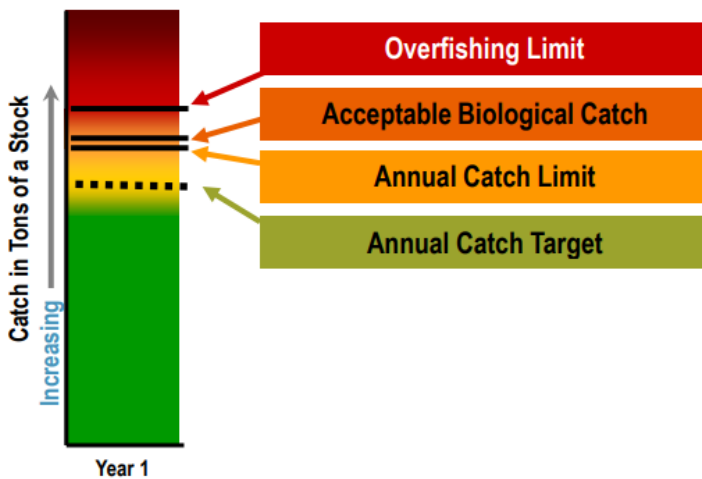 Overfishing Limit
Acceptable Biological Catch
Annual Catch Limit
Annual Catch Target
Catch in Tons of a Stock
Increasing
Year 1